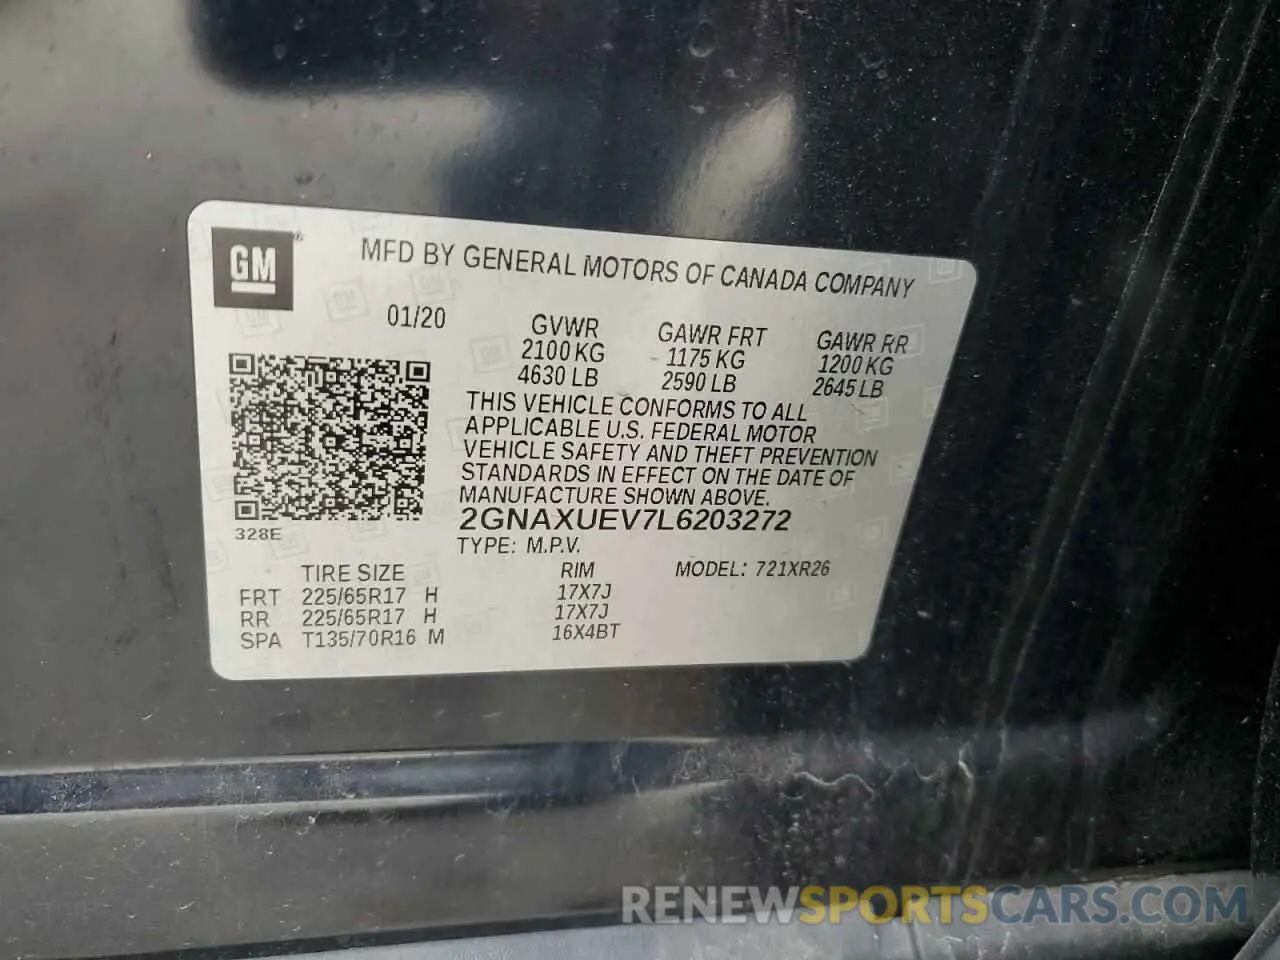 GM
MFD BY GENERAL MOTORS OF CANADA COMPANY
01/20
GVWR
2100 KG
4630 LB
GAWR FRT
1175 KG
2590 LB
GAWR RR
1200 KG
2645 LB
THIS VEHICLE CONFORMS TO ALL
APPLICABLE U.S. FEDERAL MOTOR
VEHICLE SAFETY AND THEFT PREVENTION
STANDARDS IN EFFECT ON THE DATE OF
MANUFACTURE SHOWN ABOVE.
2GNAXUEV7L6203272
328E
TYPE: M.P.V.
MODEL: 721XR26
TIRE SIZE RIM
FRT 225/65R17 H 17X7J
RR 225/65R17 H 17X7J
SPA T135/70R16 M 16X4BT
RENEWSPORTSCARS.COM